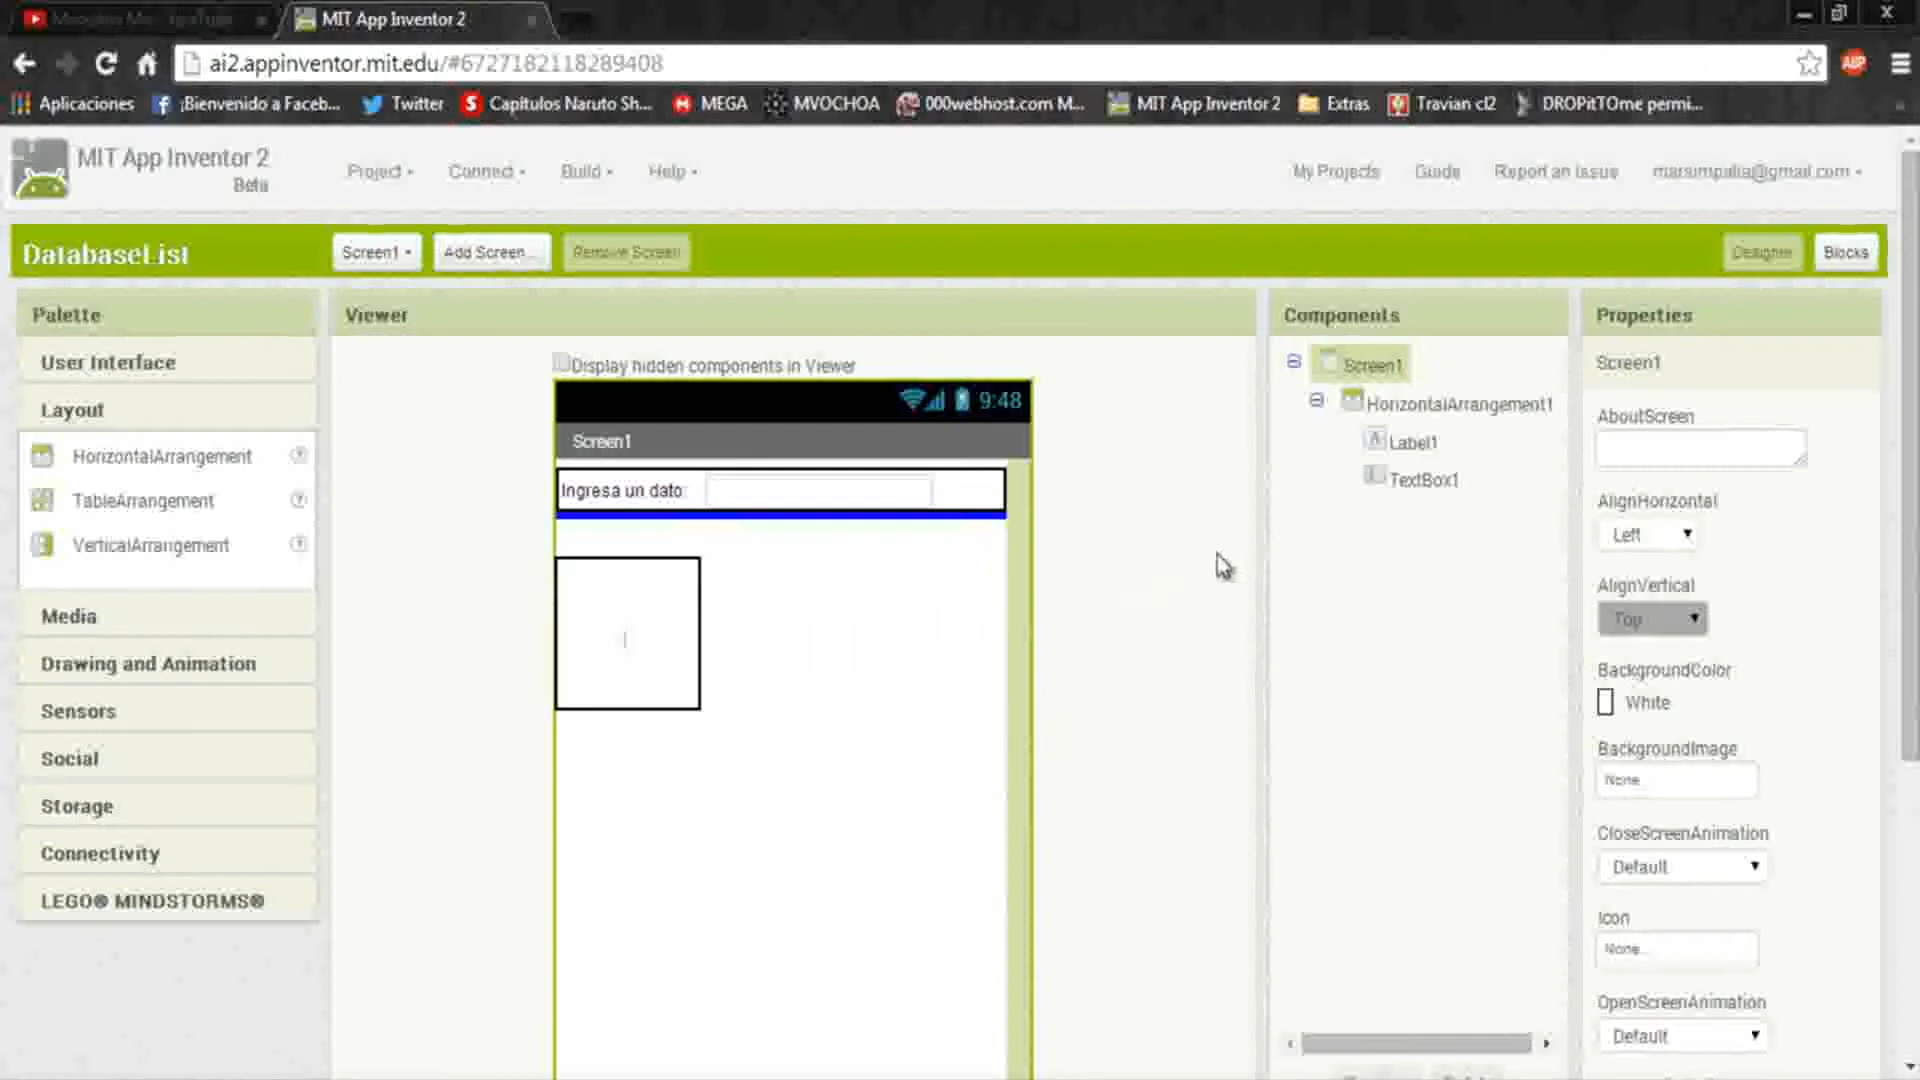 MIT App Inventor 2
ai2.appinventor.mit.edu/#6727182118289408
Aplicaciones
¡Bienvenido a Faceb...
Twitter
Capítulos Naruto Sh...
MEGA
MVOCHOA
000webhost.com M...
MIT App Inventor 2
Extras
Travian cl2
DROPitTOme permi...
ABP
MIT App Inventor 2
Beta
Project
Connect
Build
Help
My Projects
Guide
Report an Issue
DatabaseList
Screen1
Add Screen ...
Remove Screen
Designer
Blocks
Palette
User Interface
Layout
HorizontalArrangement
TableArrangement
VerticalArrangement
Media
Drawing and Animation
Sensors
Social
Storage
Connectivity
LEGO® MINDSTORMS®
Viewer
Display hidden components in Viewer
9:48
Screen1
Ingresa un dato:
Components
Screen1
HorizontalArrangement1
Label1
TextBox1
Properties
Screen1
AboutScreen
AlignHorizontal
Left
AlignVertical
Top
BackgroundColor
White
BackgroundImage
None...
CloseScreenAnimation
Default
Icon
None...
OpenScreenAnimation
Default